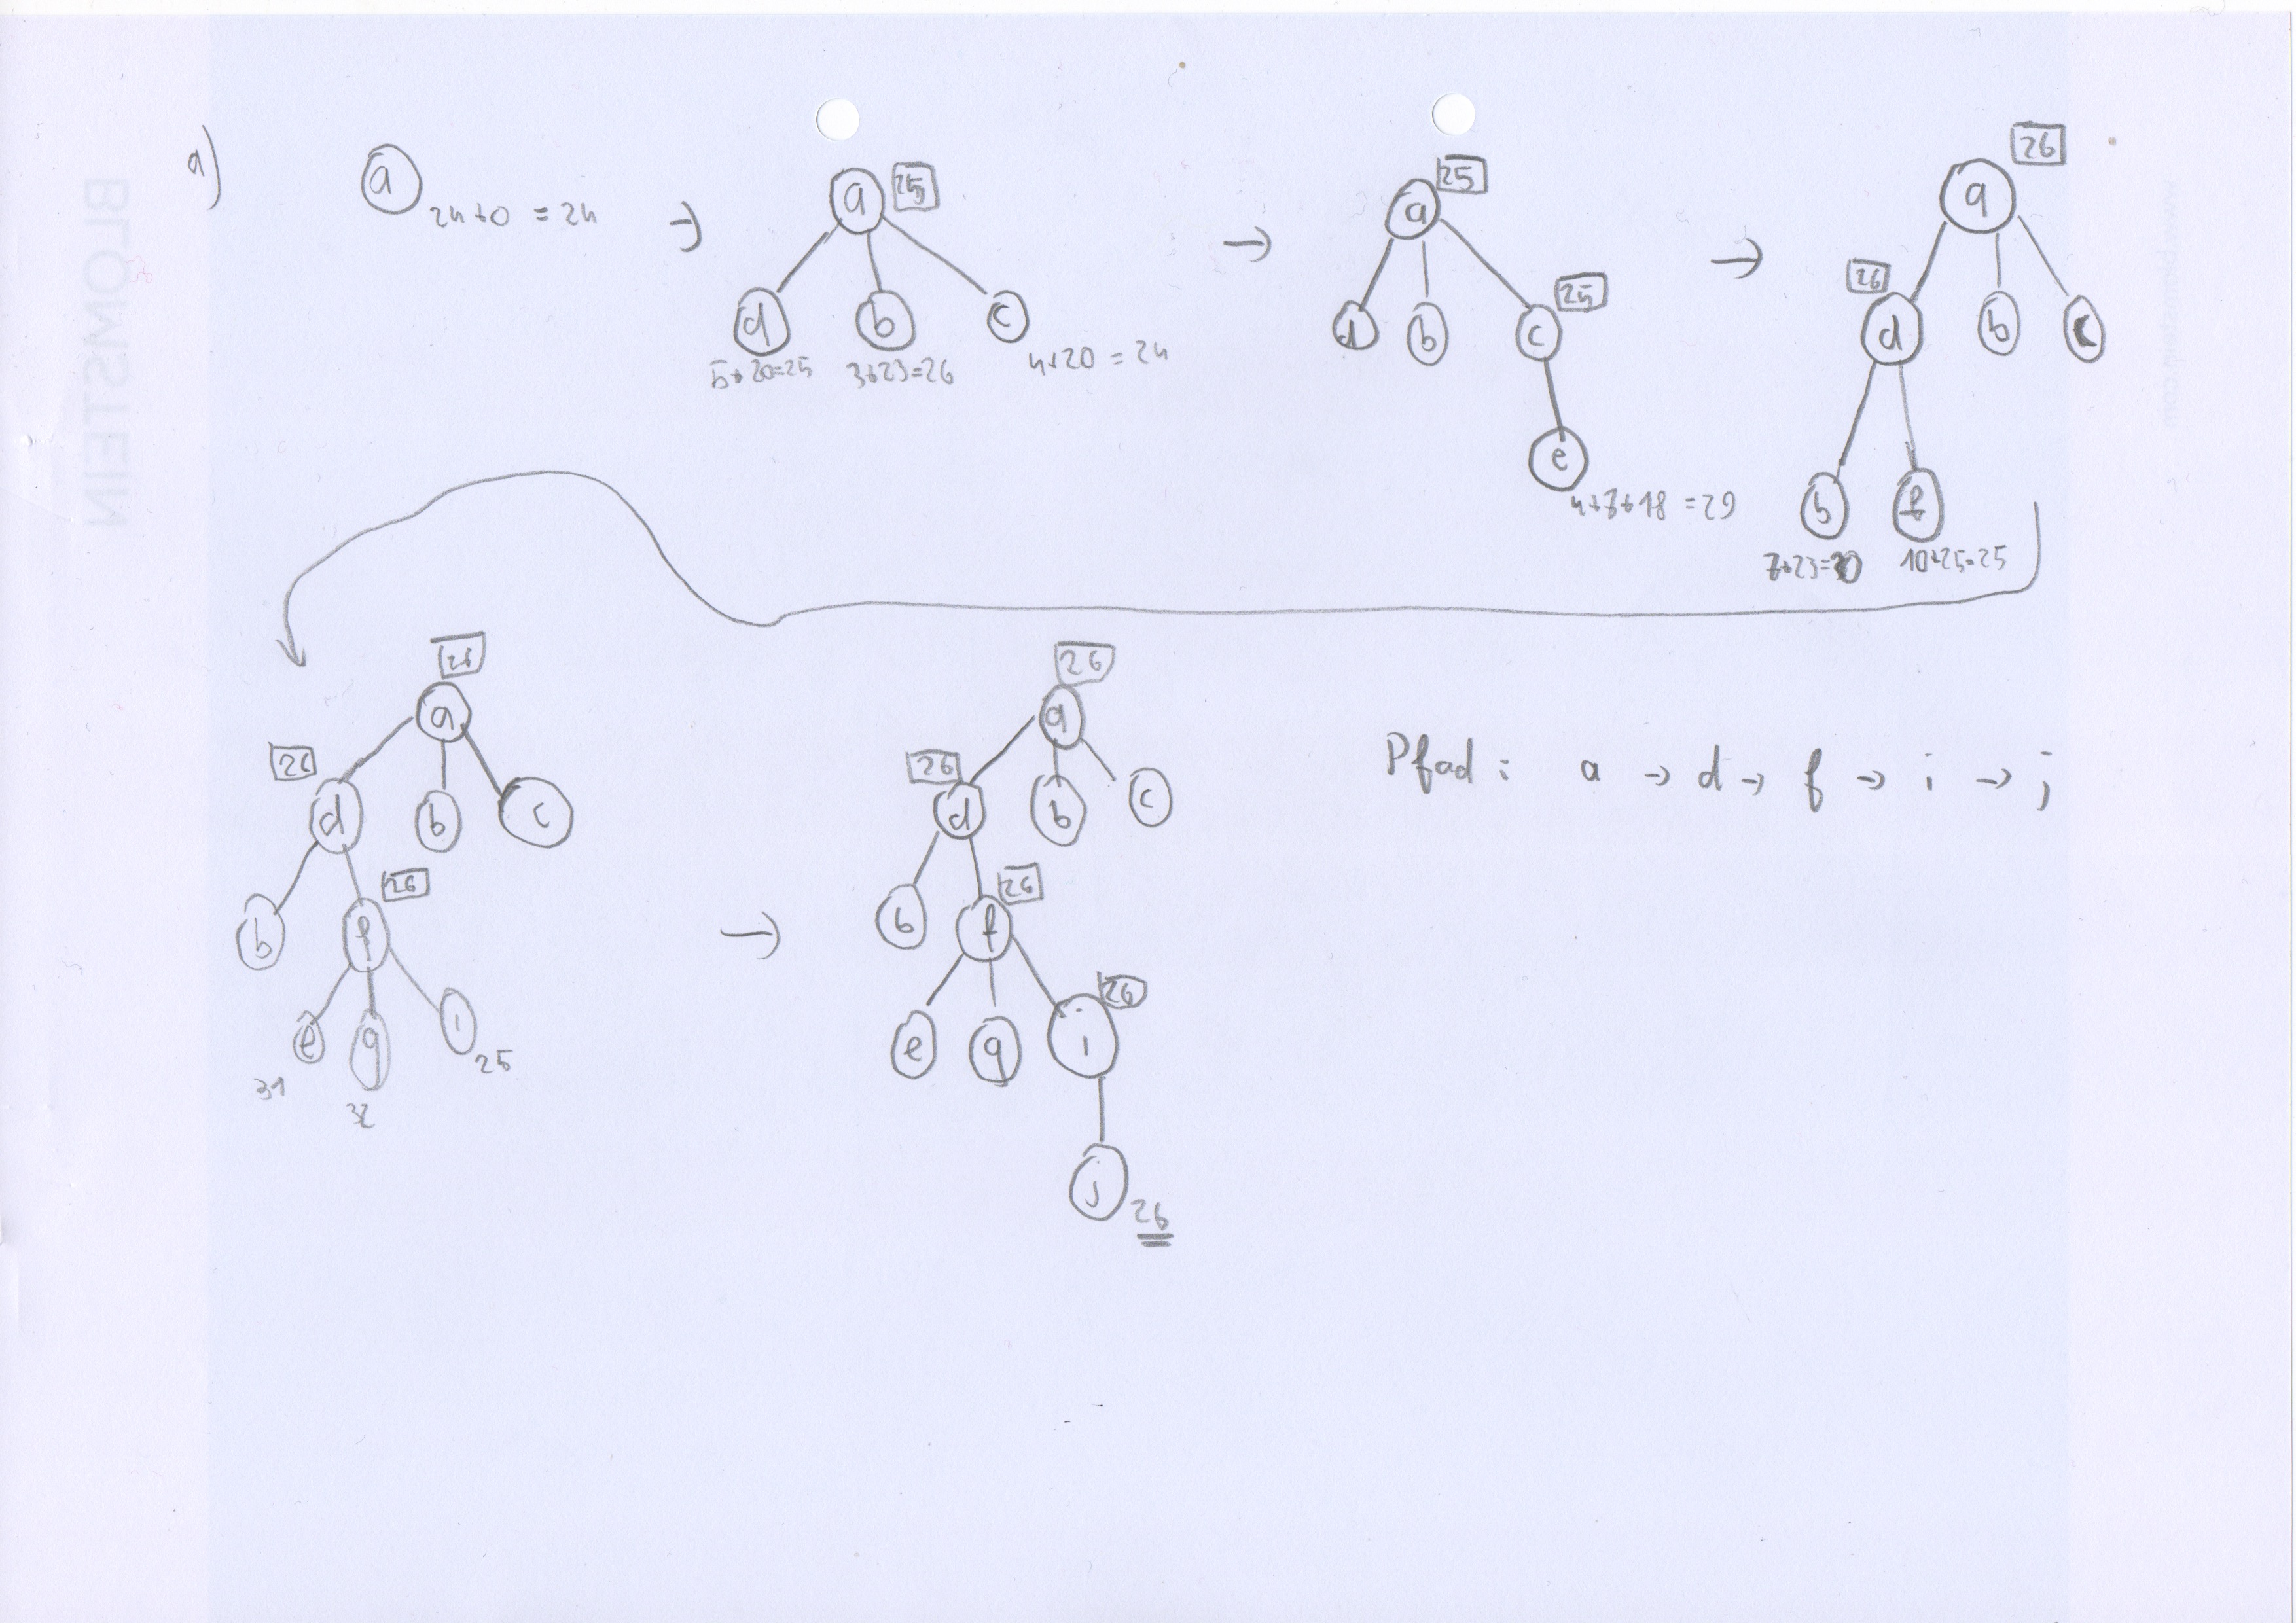 a)
a 24+0 = 24
→
a 25
d b c
5+20=25 3+23=26 4+20 = 24
→
a 25
d b c 25
e
4+7+18 = 29
→
a 26
26 d b c
b f
7+23=30 10+25=25
26
a
26 d b c
b f 26
e g i
31 32 25
→
26
a
26 d b c
b f 26
e g i 26
j 26
Pfad : a → d → f → i → j
BLOMSTEIN